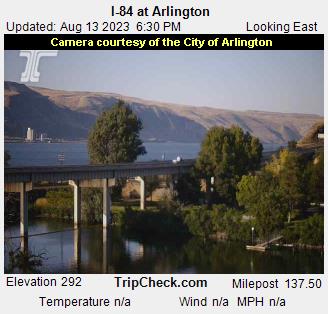 I-84 at Arlington
Updated: Aug 13 2023 6:30 PM Looking East
Camera courtesy of the City of Arlington
Elevation 292 TripCheck.com Milepost 137.50
Temperature n/a Wind n/a MPH n/a